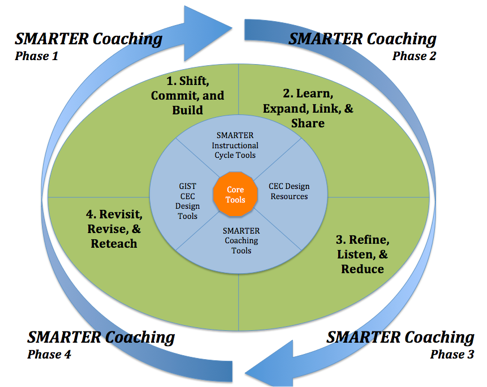 SMARTER Coaching
Phase 1
SMARTER Coaching
Phase 2
1. Shift,
Commit, and
Build
2. Learn,
Expand, Link, &
Share
SMARTER
Instructional
Cycle Tools
GIST
CEC
Design
Tools
Core
Tools
CEC Design
Resources
SMARTER
Coaching
Tools
4. Revisit,
Revise, &
Reteach
3. Refine,
Listen, &
Reduce
SMARTER Coaching
Phase 4
SMARTER Coaching
Phase 3